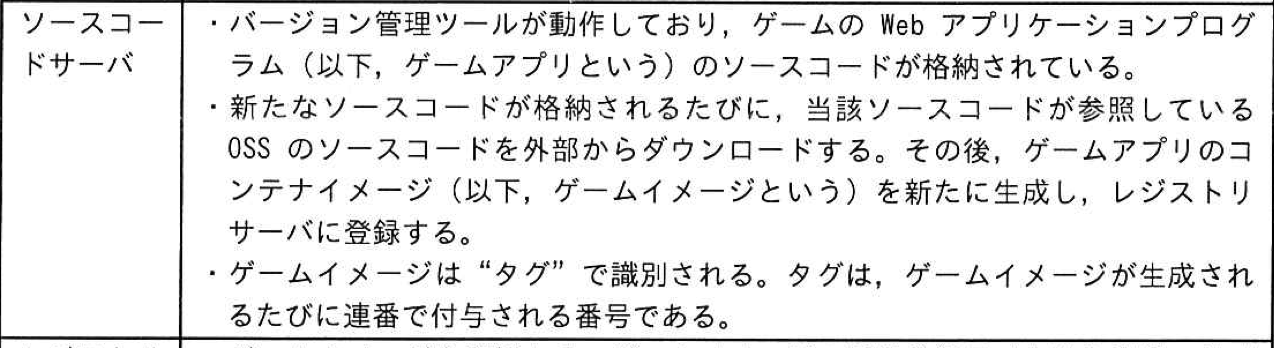 ソースコー
ドサーバ
・バージョン管理ツールが動作しており，ゲームの Web アプリケーションプログ
ラム（以下，ゲームアプリという）のソースコードが格納されている。
・新たなソースコードが格納されるたびに，当該ソースコードが参照している
OSS のソースコードを外部からダウンロードする。その後，ゲームアプリのコ
ンテナイメージ（以下，ゲームイメージという）を新たに生成し，レジストリ
サーバに登録する。
・ゲームイメージは“タグ”で識別される。タグは，ゲームイメージが生成され
るたびに連番で付与される番号である。